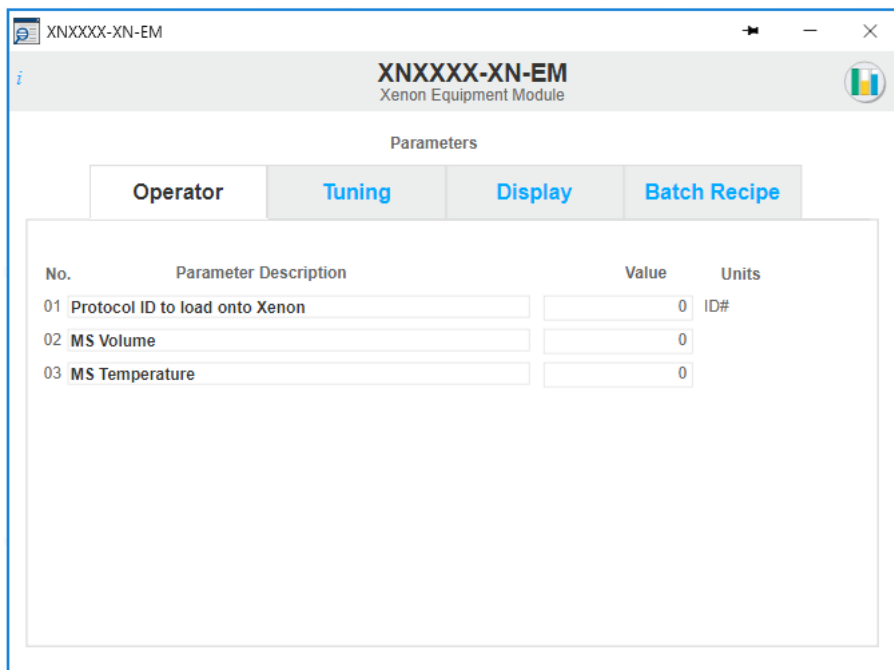 XNXXXX-XN-EM
i
XNXXXX-XN-EM
Xenon Equipment Module
Parameters
Operator Tuning Display Batch Recipe
No. Parameter Description Value Units
01 Protocol ID to load onto Xenon 0 ID#
02 MS Volume 0
03 MS Temperature 0